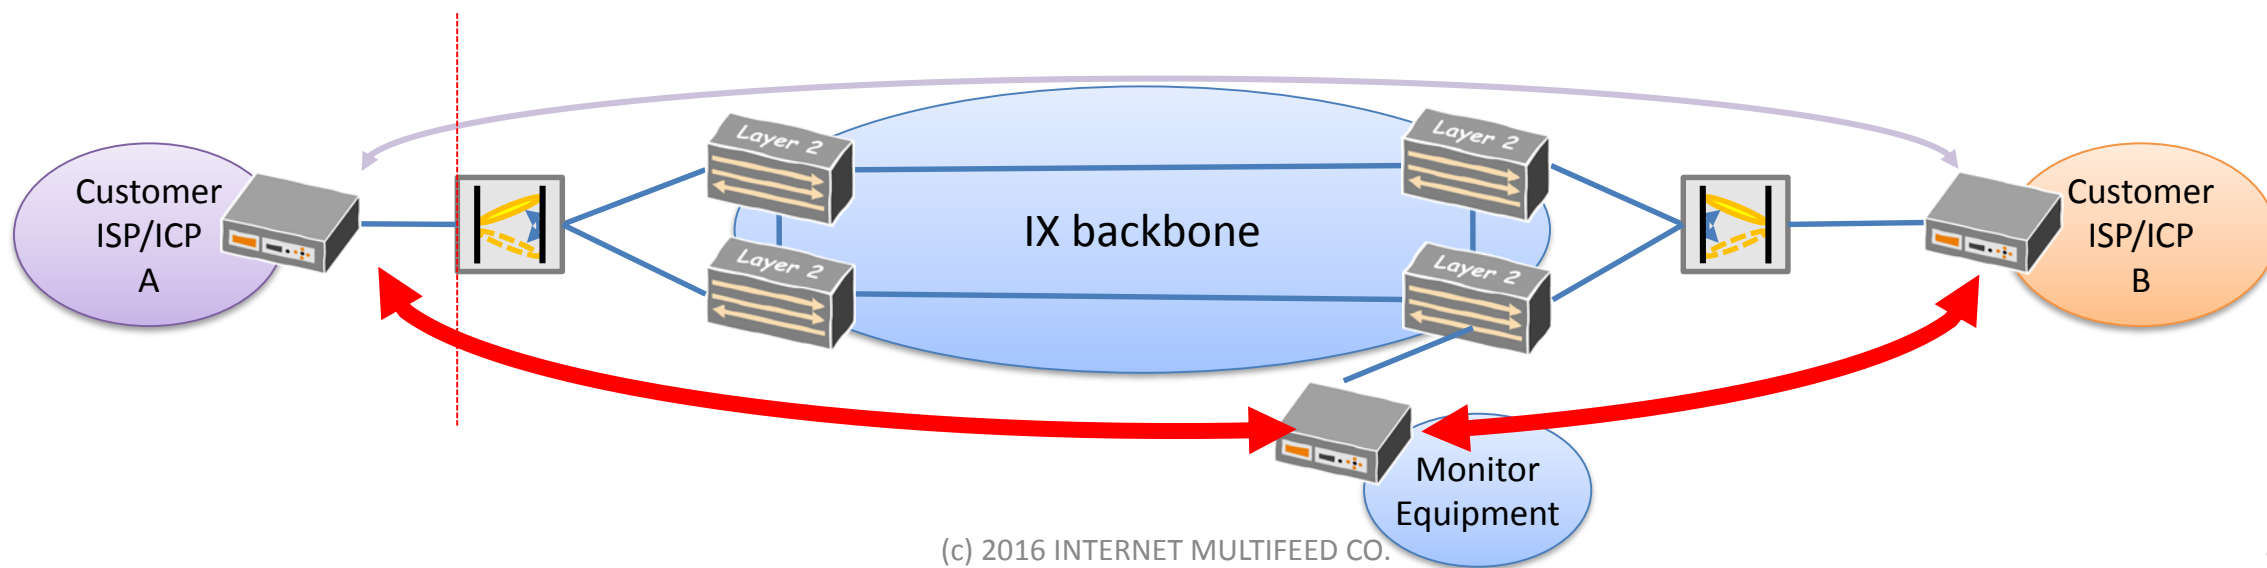 Layer 2
Layer 2
Customer
ISP/ICP
A
IX backbone
Customer
ISP/ICP
B
Layer 2
Layer 2
Monitor
Equipment
(c) 2016 INTERNET MULTIFEED CO.